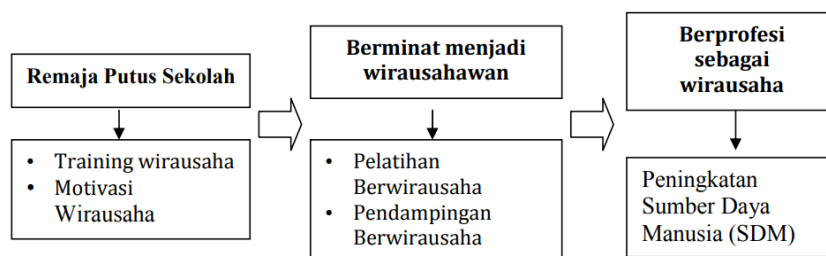 Remaja Putus Sekolah
• Training wirausaha
• Motivasi
Wirausaha
Berminat menjadi
wirausahawan
• Pelatihan
Berwirausaha
• Pendampingan
Berwirausaha
Berprofesi
sebagai
wirausaha
Peningkatan
Sumber Daya
Manusia (SDM)